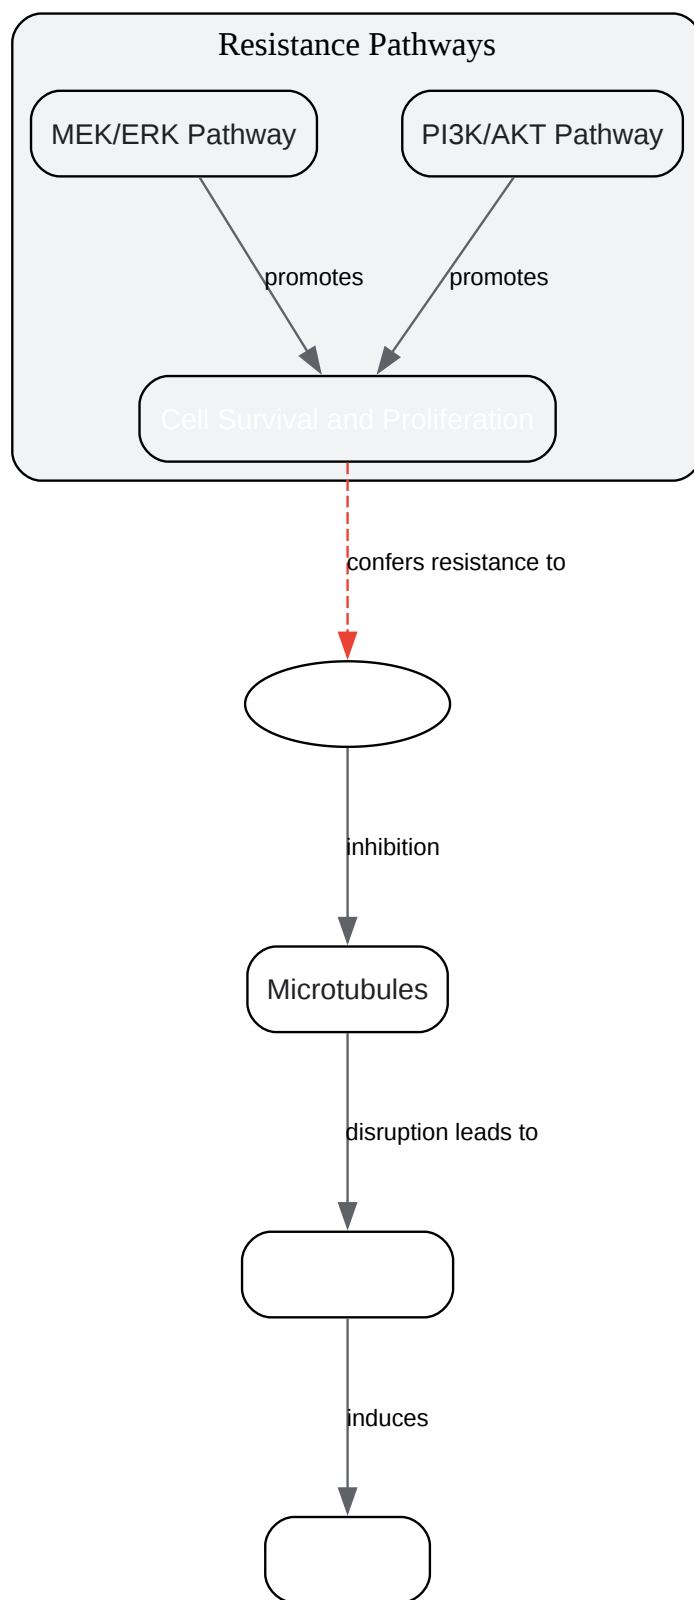 Resistance Pathways
MEK/ERK Pathway
PI3K/AKT Pathway
promotes
promotes
Cell Survival and Proliferation
confers resistance to
inhibition
Microtubules
disruption leads to
induces